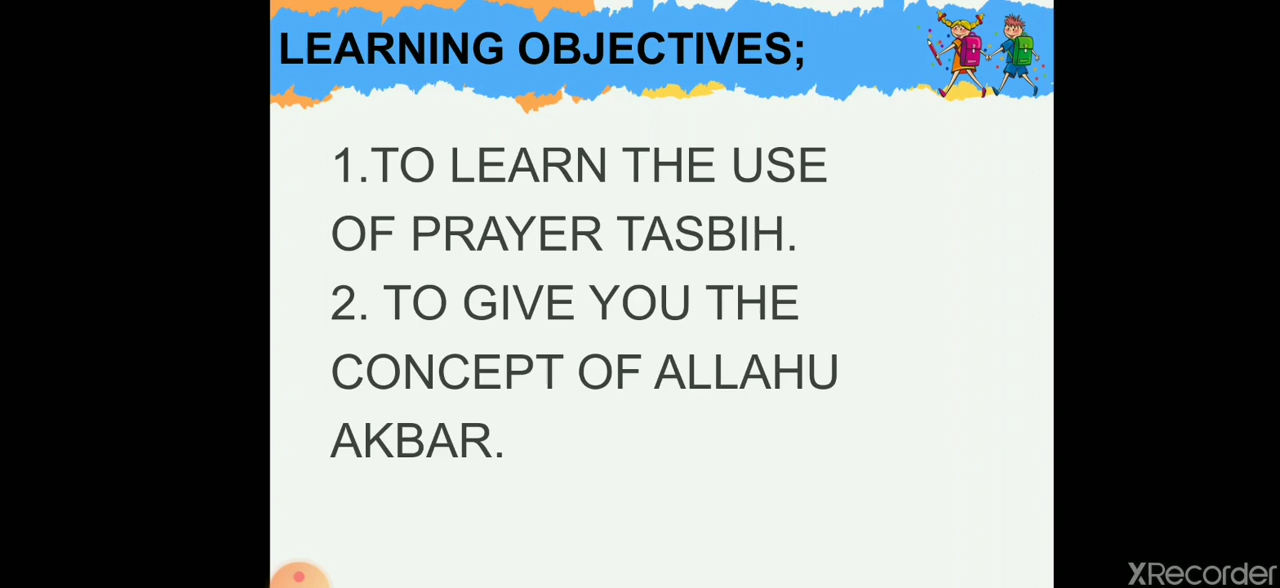 LEARNING OBJECTIVES;
1.TO LEARN THE USE
OF PRAYER TASBIH.
2. TO GIVE YOU THE
CONCEPT OF ALLAHU
AKBAR.
XRecorder